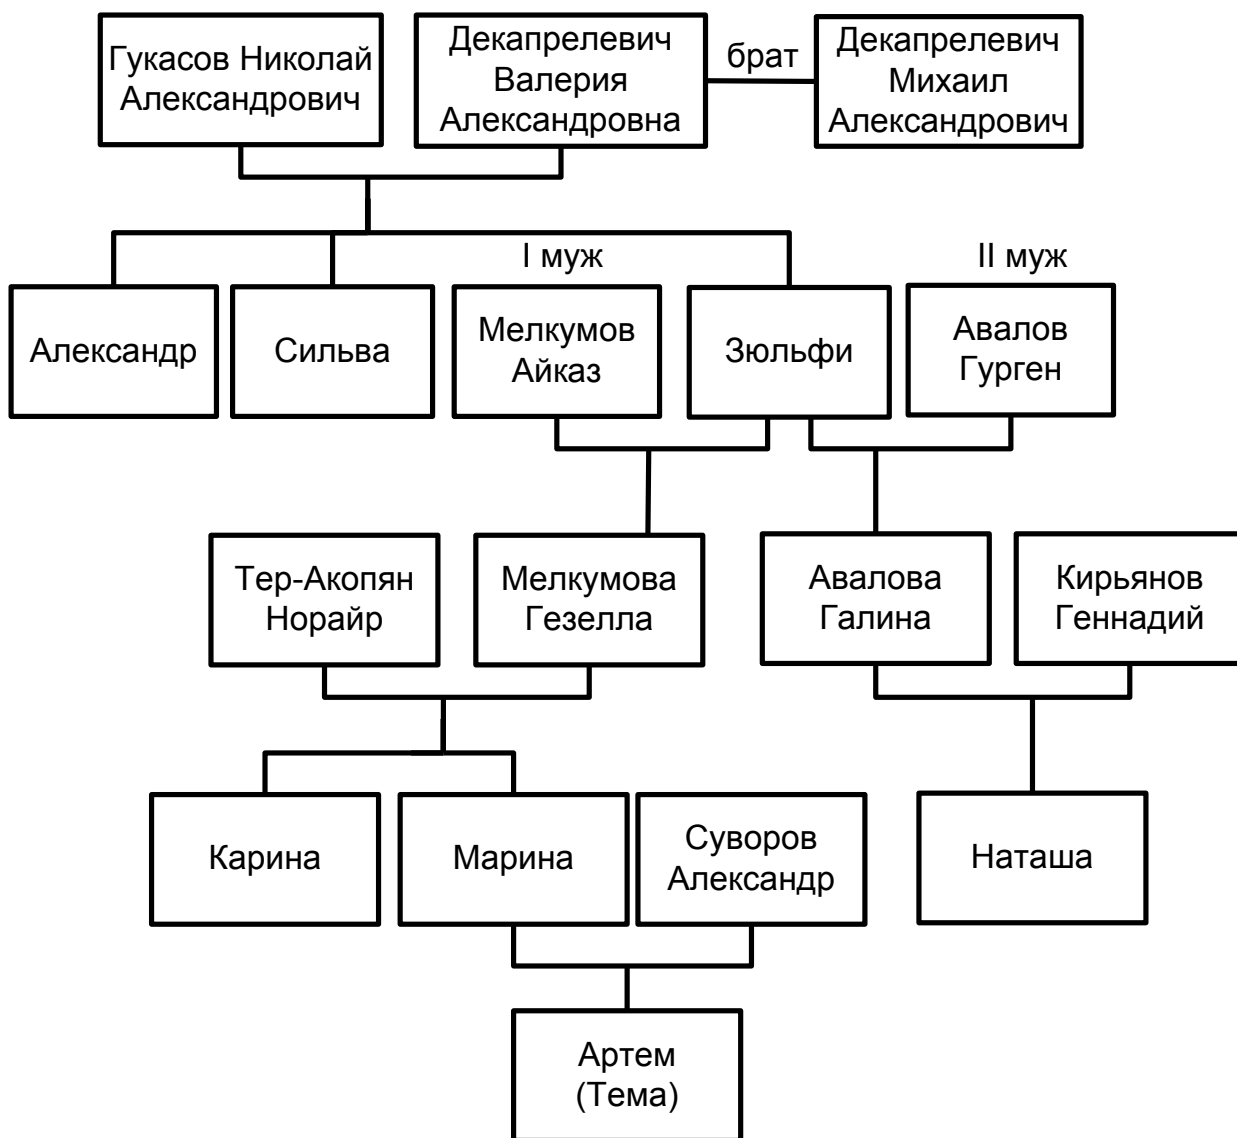 Гукасов Николай
Александрович
Декапрелевич
Валерия
Александровна
брат
Декапрелевич
Михаил
Александрович
I муж
II муж
Александр
Сильва
Мелкумов
Айказ
Зюльфи
Авалов
Гурген
Тер-Акопян
Норайр
Мелкумова
Гезелла
Авалова
Галина
Кирьянов
Геннадий
Карина
Марина
Суворов
Александр
Наташа
Артем
(Тема)